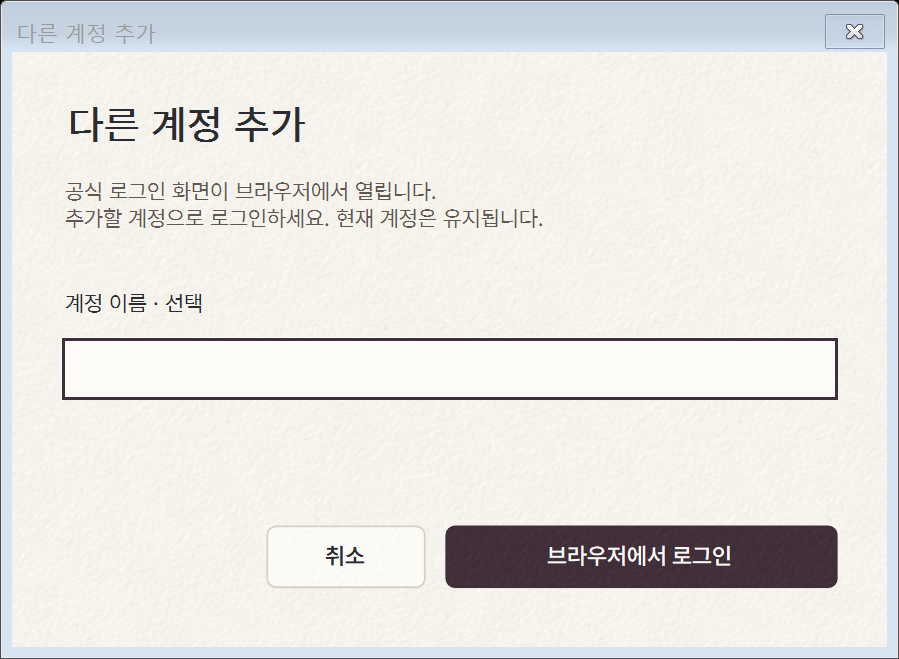 다른 계정 추가
다른 계정 추가
공식 로그인 화면이 브라우저에서 열립니다.
추가할 계정으로 로그인하세요. 현재 계정은 유지됩니다.
계정 이름 · 선택
취소
브라우저에서 로그인